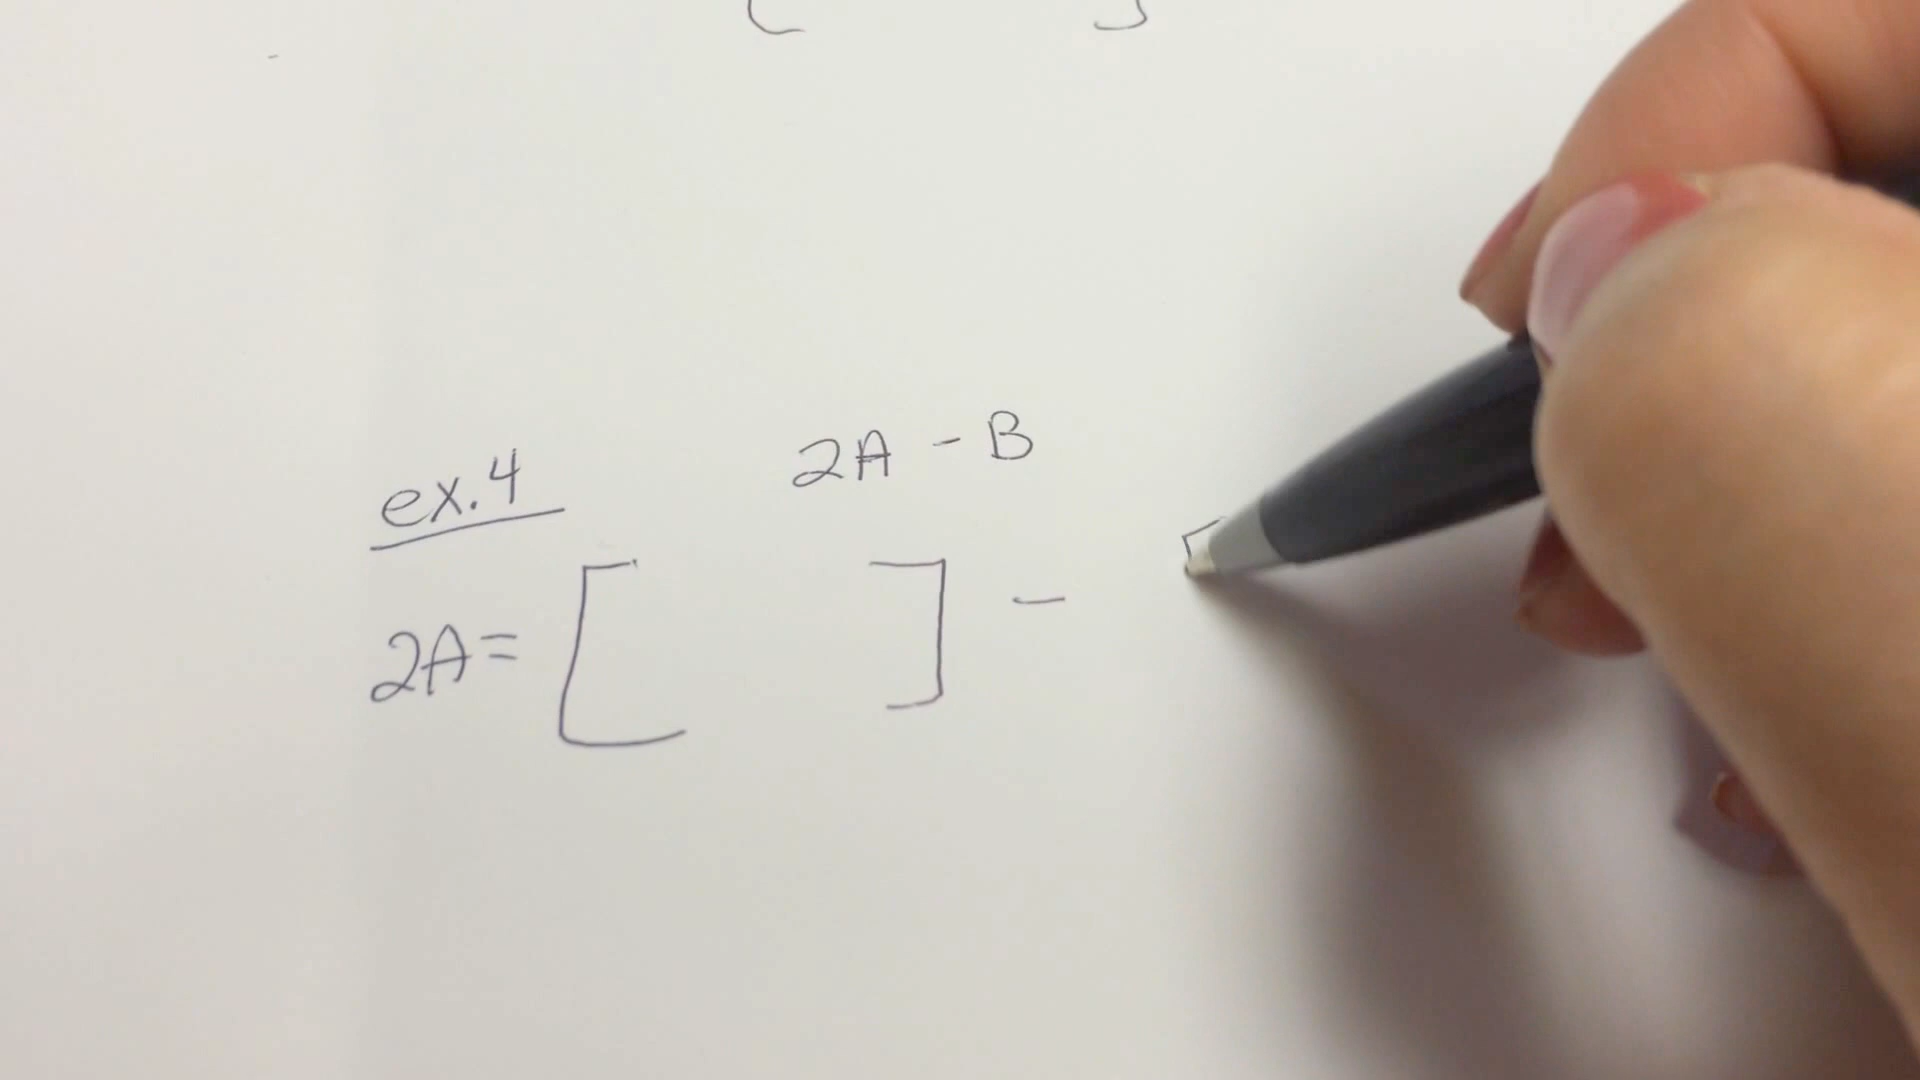 [ ]
ex.4 2A - B
2A = [ ] - [